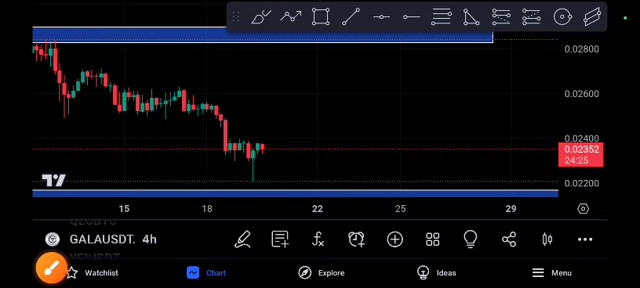 0.02800
0.02600
0.02400
0.02352
24:25
0.02200
15 18 22 25 29
GALAUSDT. 4h
Watchlist Chart Explore Ideas Menu